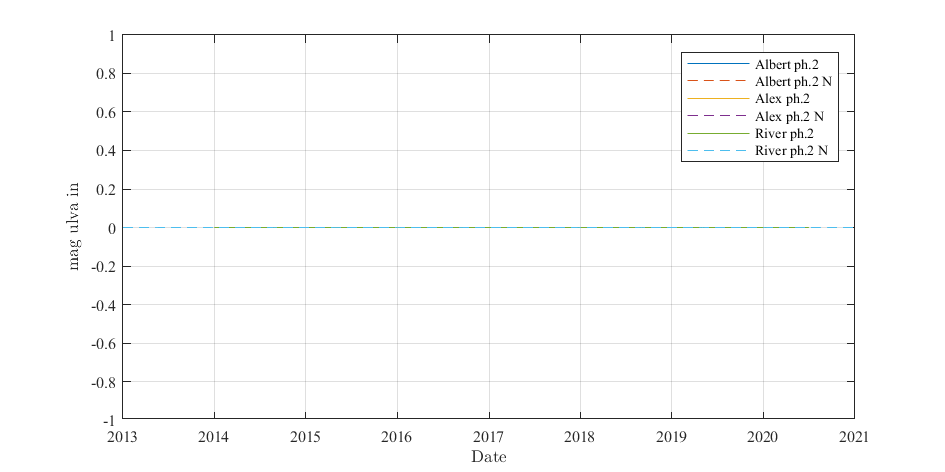 1
0.8
0.6
0.4
0.2
0
-0.2
-0.4
-0.6
-0.8
-1
mag ulva in
2013 2014 2015 2016 2017 2018 2019 2020 2021
Date
Albert ph.2
Albert ph.2 N
Alex ph.2
Alex ph.2 N
River ph.2
River ph.2 N